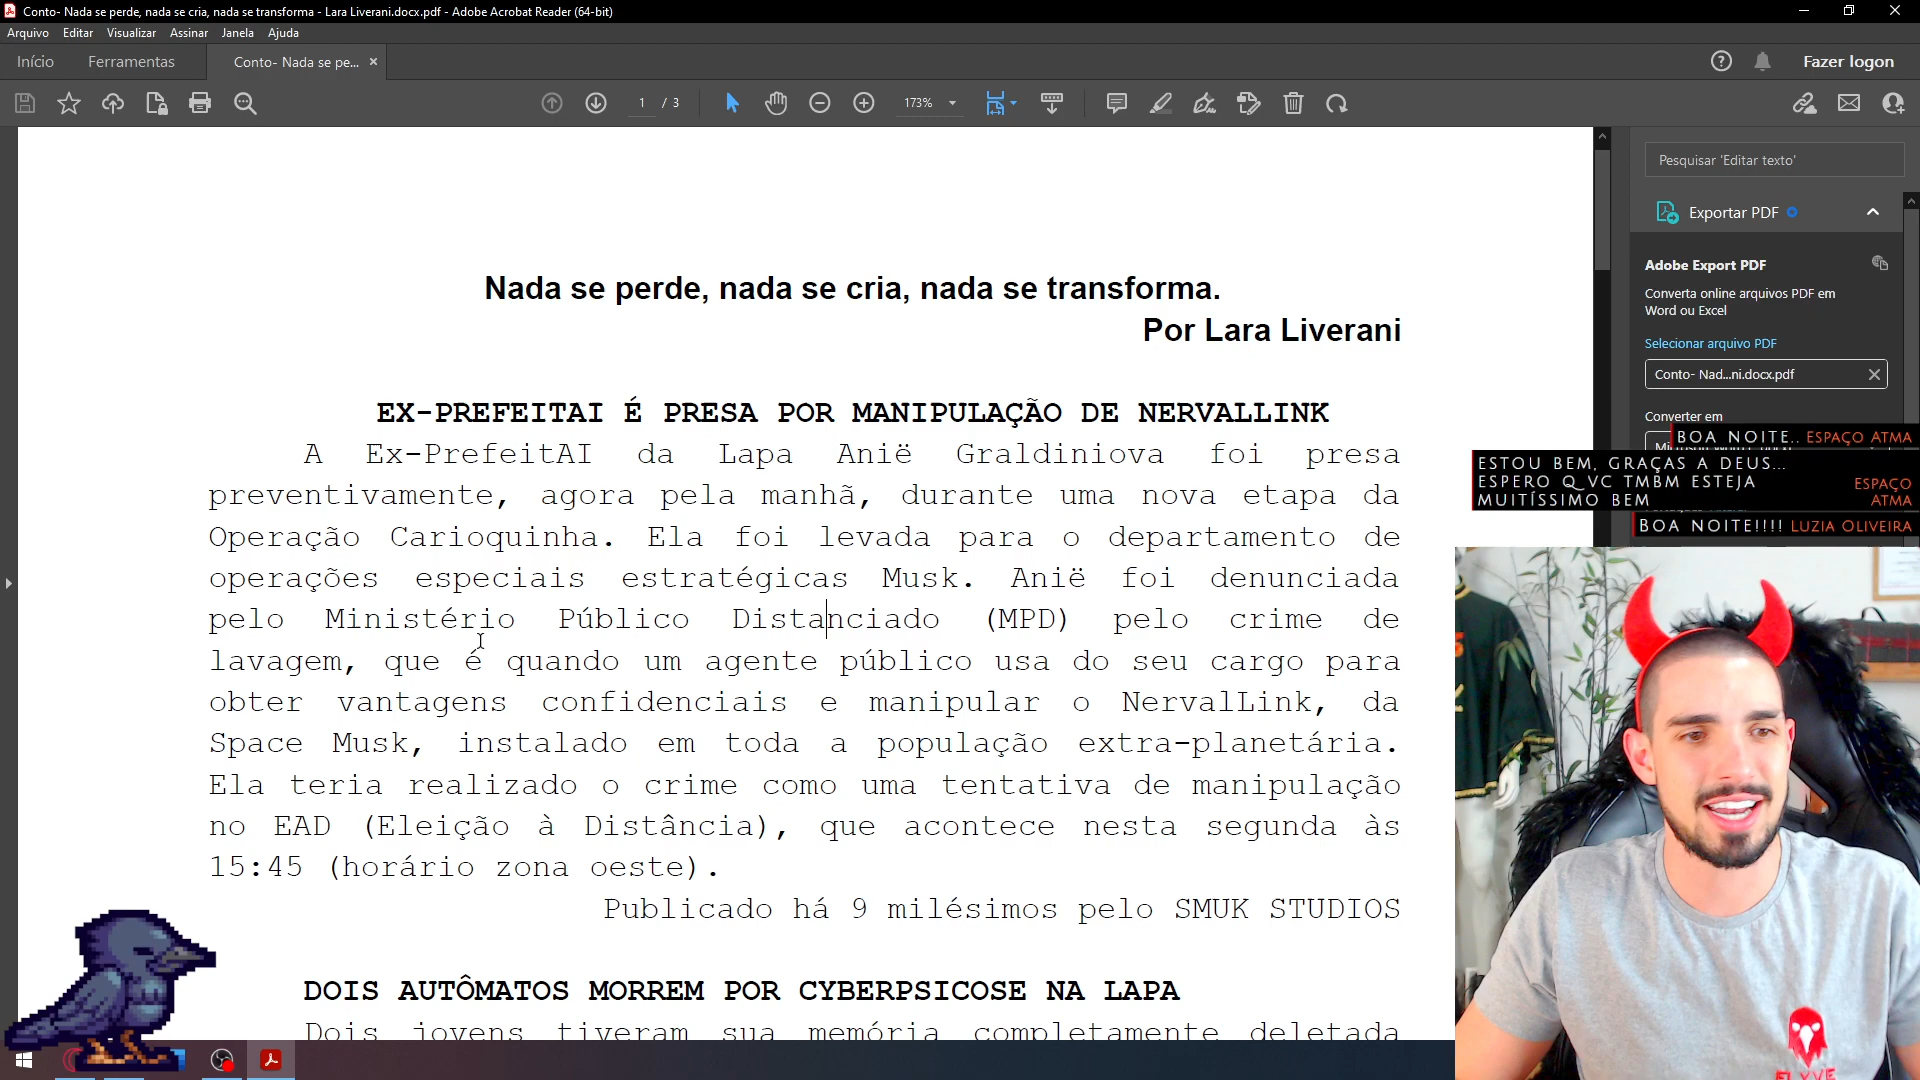 Conto- Nada se perde, nada se cria, nada se transforma - Lara Liverani.docx.pdf - Adobe Acrobat Reader (64-bit)
Arquivo Editar Visualizar Assinar Janela Ajuda
Início Ferramentas Conto- Nada se pe... × Fazer logon
1 / 3 173%
Pesquisar 'Editar texto'
Exportar PDF
Adobe Export PDF
Converta online arquivos PDF em
Word ou Excel
Selecionar arquivo PDF
Conto- Nad...ni.docx.pdf
Converter em
BOA NOITE.. ESPAÇO ATMA
ESTOU BEM, GRAÇAS A DEUS...
ESPERO Q VC TMBM ESTEJA
MUITÍSSIMO BEM
ESPAÇO
ATMA
BOA NOITE!!!! LUZIA OLIVEIRA
Nada se perde, nada se cria, nada se transforma.
Por Lara Liverani
EX-PREFEITAI É PRESA POR MANIPULAÇÃO DE NERVALLINK
A Ex-PrefeitAI da Lapa Anië Graldiniova foi presa
preventivamente, agora pela manhã, durante uma nova etapa da
Operação Carioquinha. Ela foi levada para o departamento de
operações especiais estratégicas Musk. Anië foi denunciada
pelo Ministério Público Distanciado (MPD) pelo crime de
lavagem, que é quando um agente público usa do seu cargo para
obter vantagens confidenciais e manipular o NervalLink, da
Space Musk, instalado em toda a população extra-planetária.
Ela teria realizado o crime como uma tentativa de manipulação
no EAD (Eleição à Distância), que acontece nesta segunda às
15:45 (horário zona oeste).
Publicado há 9 milésimos pelo SMUK STUDIOS
DOIS AUTÔMATOS MORREM POR CYBERPSICOSE NA LAPA
Dois jovens tiveram sua memória completamente deletada